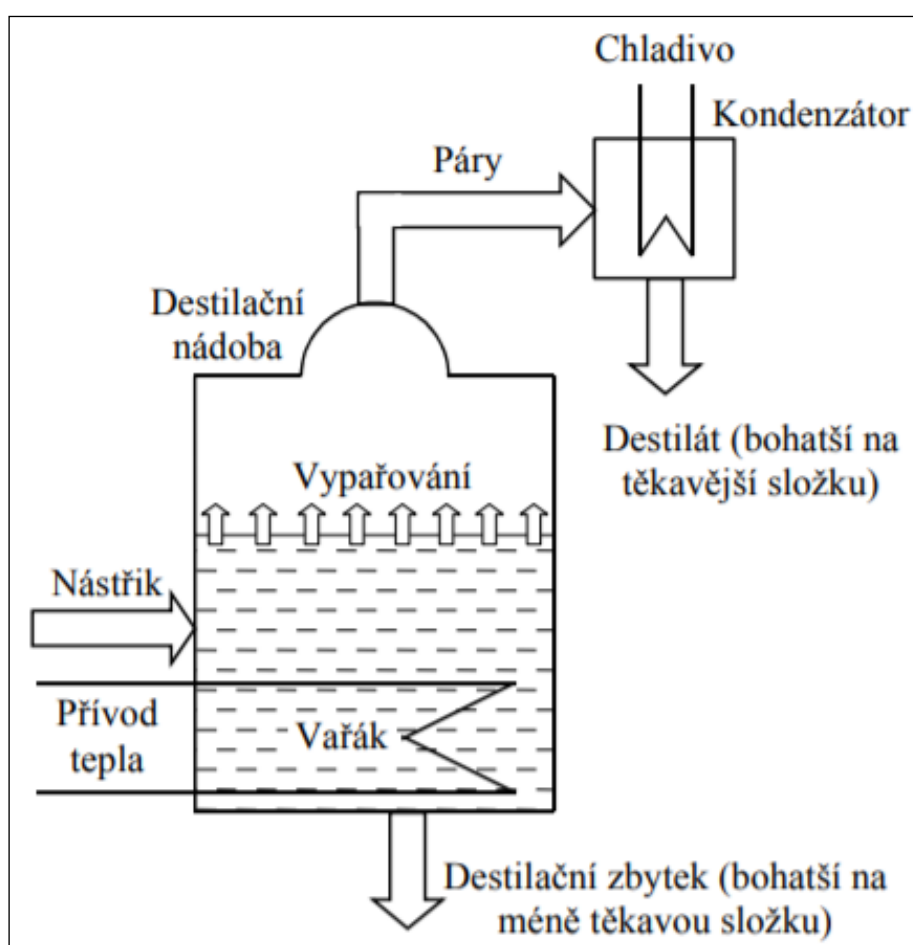 Chladivo
Kondenzátor
Páry
Destilační
nádoba
Destilát (bohatší na
těkavější složku)
Vypařování
Nástřik
Přívod
tepla
Vařák
Destilační zbytek (bohatší na
méně těkavou složku)